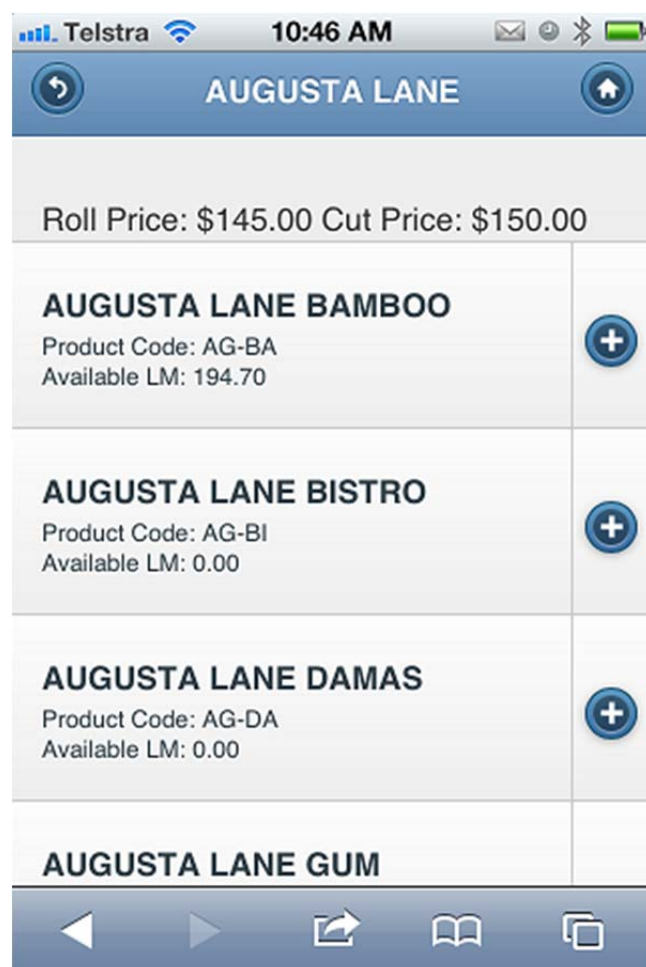 Telstra 10:46 AM
AUGUSTA LANE
Roll Price: $145.00 Cut Price: $150.00
AUGUSTA LANE BAMBOO
Product Code: AG-BA
Available LM: 194.70
AUGUSTA LANE BISTRO
Product Code: AG-BI
Available LM: 0.00
AUGUSTA LANE DAMAS
Product Code: AG-DA
Available LM: 0.00
AUGUSTA LANE GUM